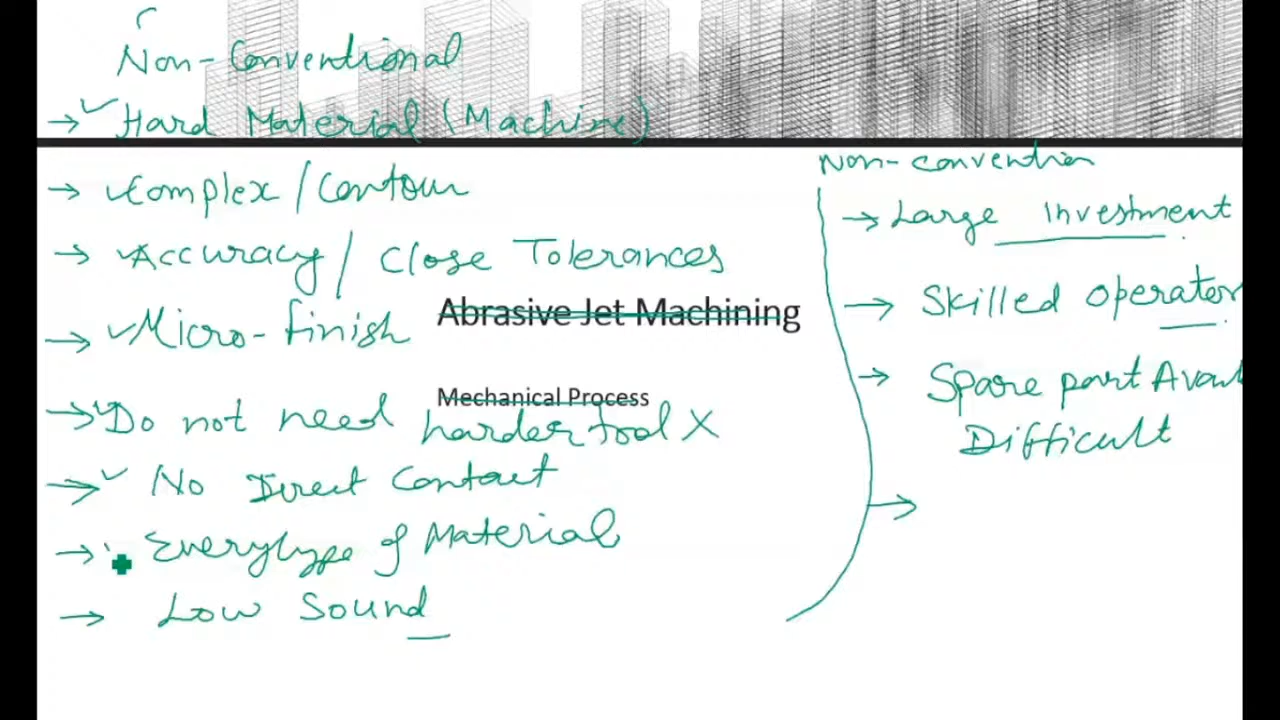 Non-Conventional
→ ✓ Hard Material (Machine)
→ ✓ Complex / Contour
→ ✓ Accuracy / Close Tolerances
→ ✓ Micro-finish
→ ✓ Do not need harder tool X
→ ✓ No Direct Contact
→ Everytype of Material
→ Low Sound
Abrasive Jet Machining
Mechanical Process
Non-convention
→ Large Investment
→ Skilled operator
→ Spare part Avail
Difficult
→